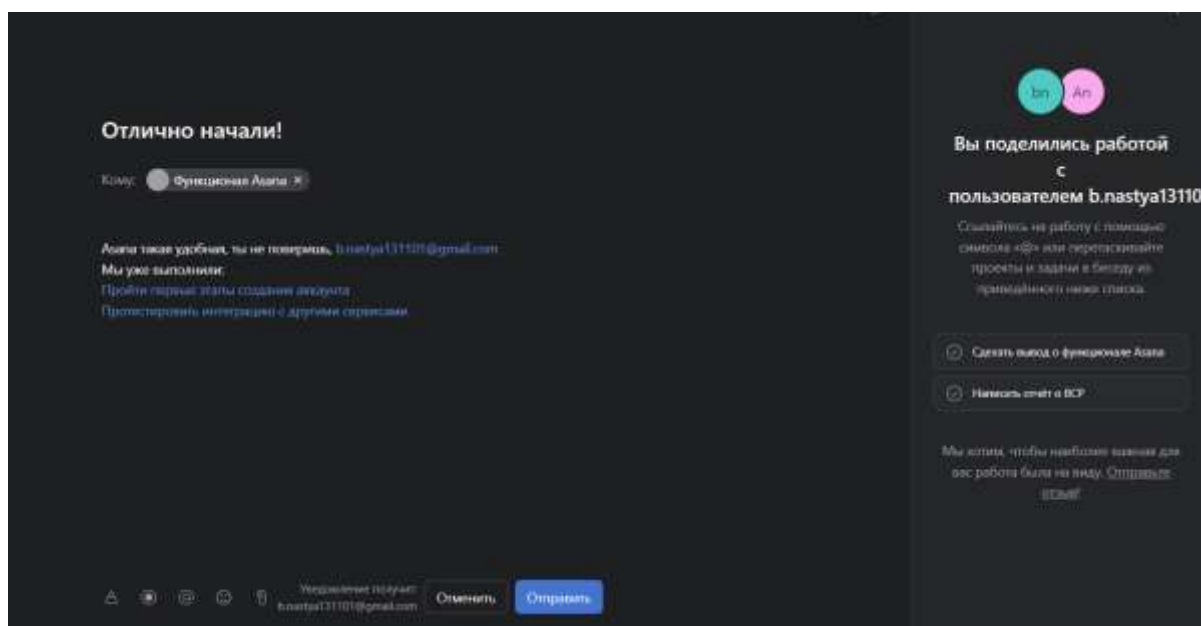 Отлично начали!
Кому: Функционал Asana ×
Asana такая удобная, ты не поверишь, b.nastya131101@gmail.com
Мы уже выполнили:
Пройти первые этапы создания аккаунта
Протестировать интеграцию с другими сервисами
Уведомление получит:
b.nastya131101@gmail.com
Отменить
Отправить
bn
An
Вы поделились работой
с
пользователем b.nastya13110
Ссылайтесь на работу с помощью
символа «@» или перетаскивайте
проекты и задачи в беседу из
приведённого ниже списка.
Сделать вывод о функционале Asana
Написать отчёт о ВСР
Мы хотим, чтобы наиболее важная для
вас работа была на виду. Отправьте
отзыв!